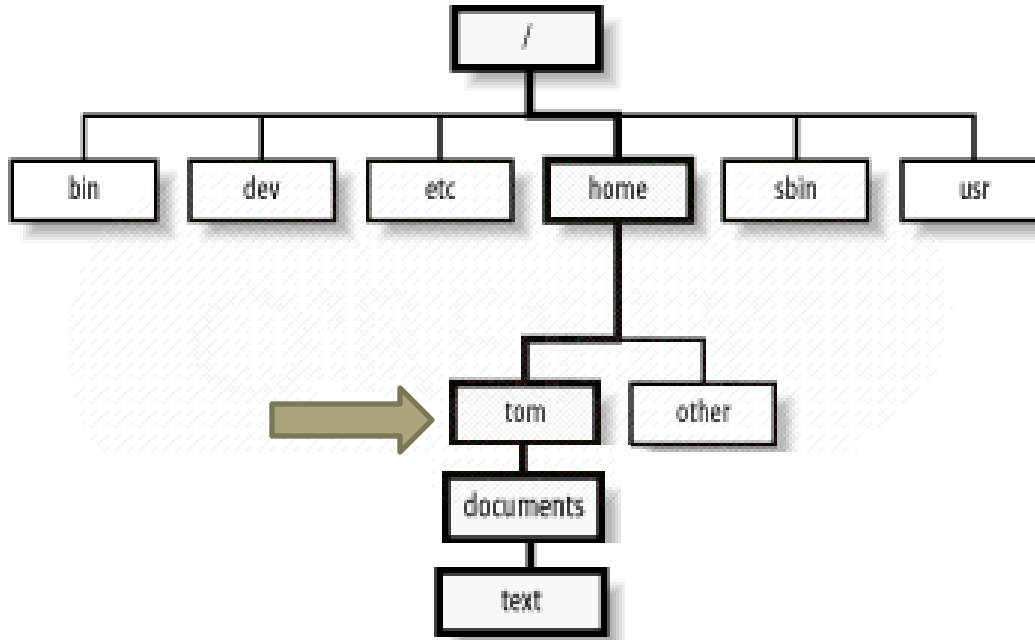 /
bin dev etc home sbin usr
tom other
documents
text